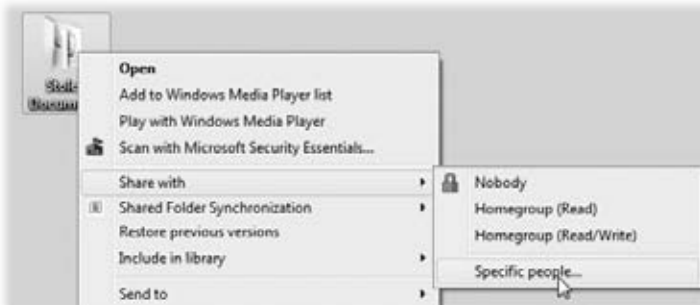 Open
Add to Windows Media Player list
Play with Windows Media Player
Scan with Microsoft Security Essentials...
Share with
Shared Folder Synchronization
Restore previous versions
Include in library
Send to
Nobody
Homegroup (Read)
Homegroup (Read/Write)
Specific people...